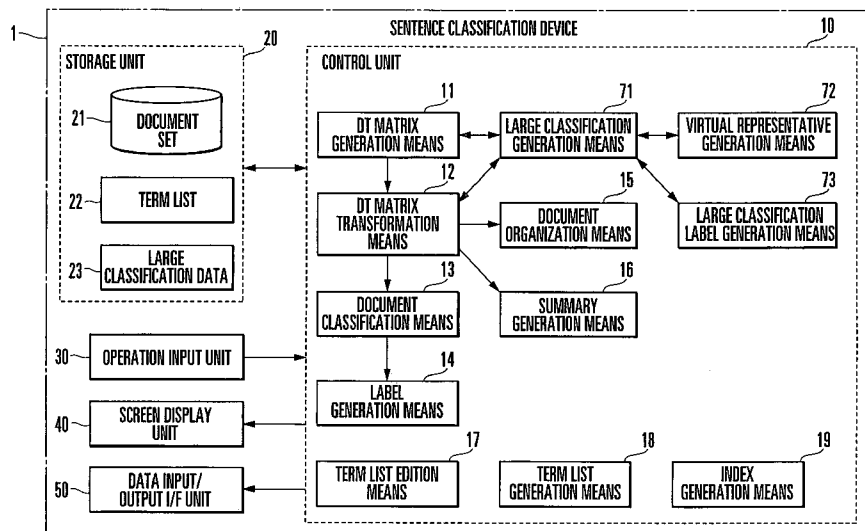 SENTENCE CLASSIFICATION DEVICE
1
20
10
STORAGE UNIT
CONTROL UNIT
21
DOCUMENT
SET
22
TERM LIST
23
LARGE
CLASSIFICATION DATA
11
DT MATRIX
GENERATION MEANS
71
LARGE CLASSIFICATION
GENERATION MEANS
72
VIRTUAL REPRESENTATIVE
GENERATION MEANS
12
DT MATRIX
TRANSFORMATION
MEANS
15
DOCUMENT
ORGANIZATION MEANS
73
LARGE CLASSIFICATION
LABEL GENERATION MEANS
13
DOCUMENT
CLASSIFICATION MEANS
16
SUMMARY
GENERATION MEANS
30
OPERATION INPUT UNIT
14
LABEL
GENERATION MEANS
40
SCREEN DISPLAY
UNIT
50
DATA INPUT/
OUTPUT I/F UNIT
17
TERM LIST EDITION
MEANS
18
TERM LIST
GENERATION MEANS
19
INDEX
GENERATION MEANS